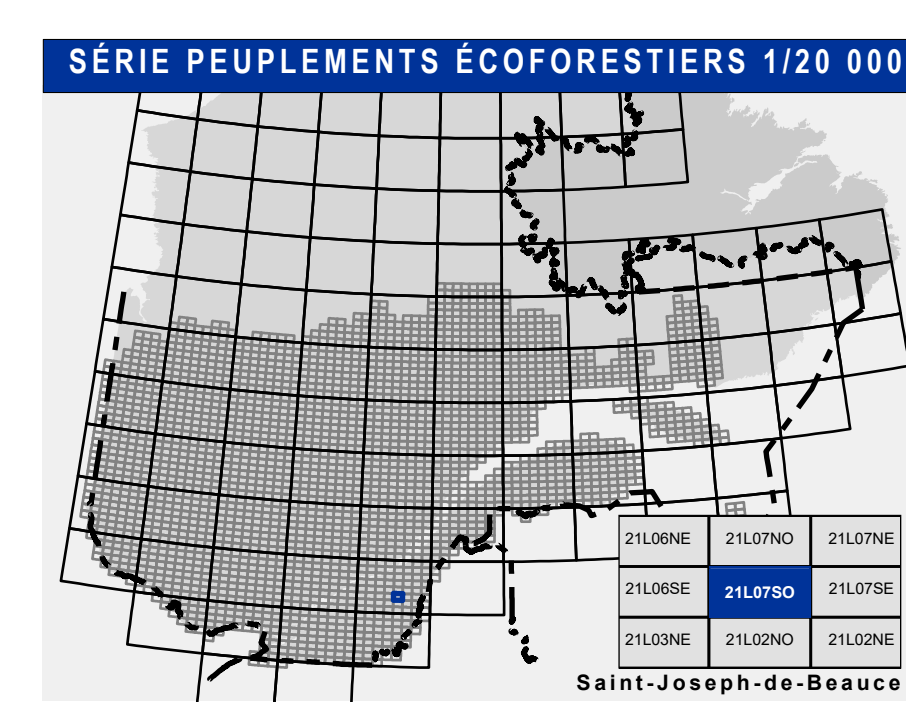 SÉRIE PEUPLEMENTS ÉCOFORESTIERS 1/20 000
21L06NE 21L07NO 21L07NE
21L06SE 21L07SO 21L07SE
21L03NE 21L02NO 21L02NE
Saint-Joseph-de-Beauce